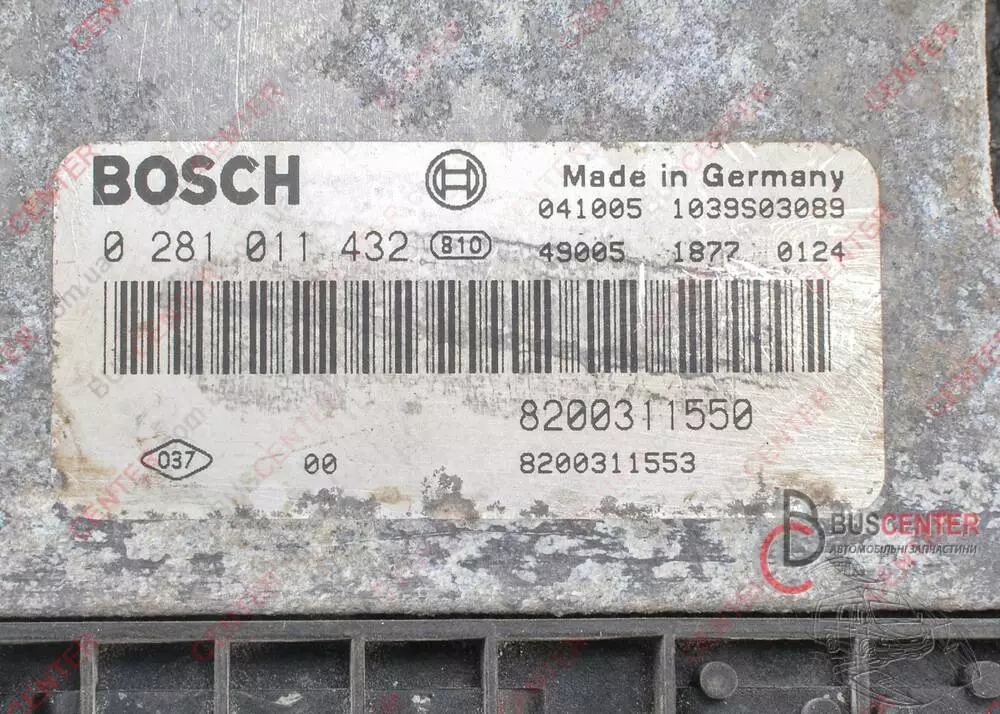 BOSCH
Made in Germany
041005 1039S03089
0 281 011 432 810
49005 1877 0124
8200311550
037 00 8200311553
BUSCENTER
АВТОМОБІЛЬНІ ЗАПЧАСТИНИ